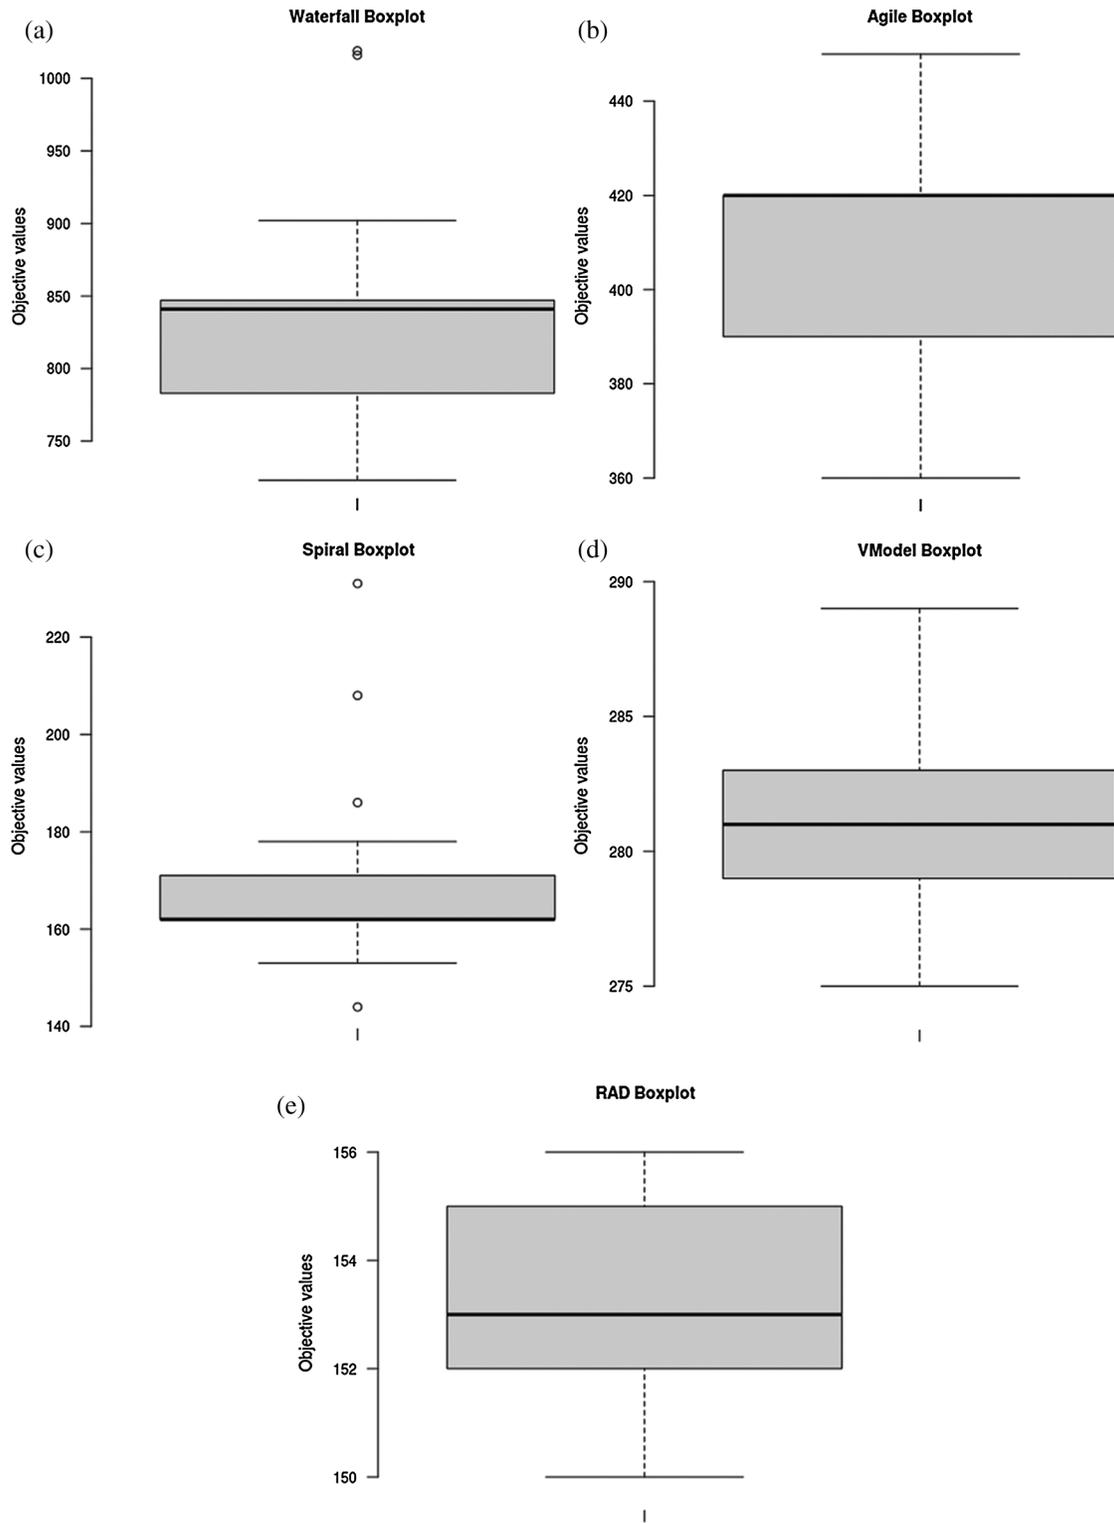 (a)
Waterfall Boxplot
1000
950
900
850
800
750
Objective values
(b)
Agile Boxplot
440
420
400
380
360
Objective values
(c)
Spiral Boxplot
220
200
180
160
140
Objective values
(d)
VModel Boxplot
290
285
280
275
Objective values
(e)
RAD Boxplot
156
154
152
150
Objective values